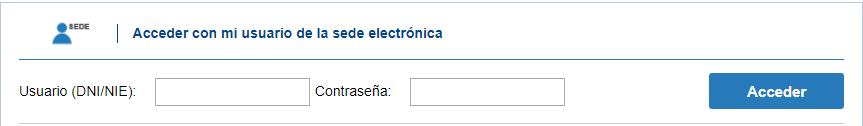 SEDE
Acceder con mi usuario de la sede electrónica
Usuario (DNI/NIE): Contraseña: Acceder